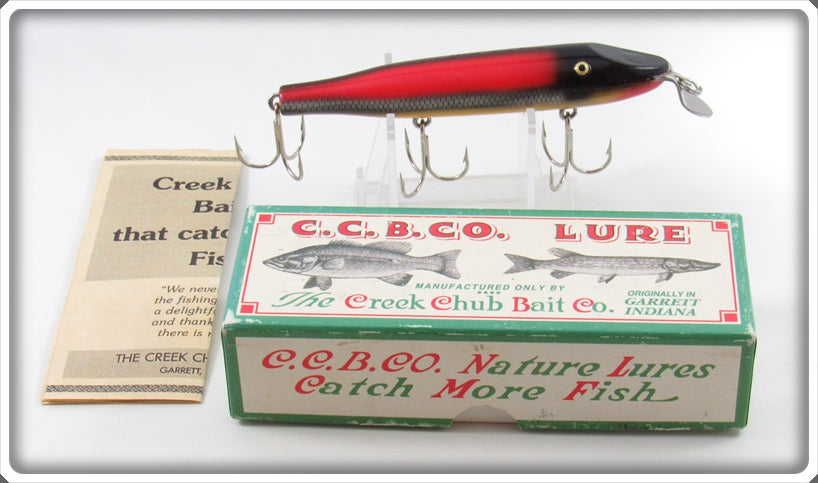 Creek
Bai
that catc
Fis
"We neve
the fishing
a delightfu
and thank
there is n
THE CREEK CH
GARRETT,
C.C.B.CO. LURE
MANUFACTURED ONLY BY
The Creek Chub Bait Co.
ORIGINALLY IN
GARRETT
INDIANA
C.C.B.CO. Nature Lures
Catch More Fish